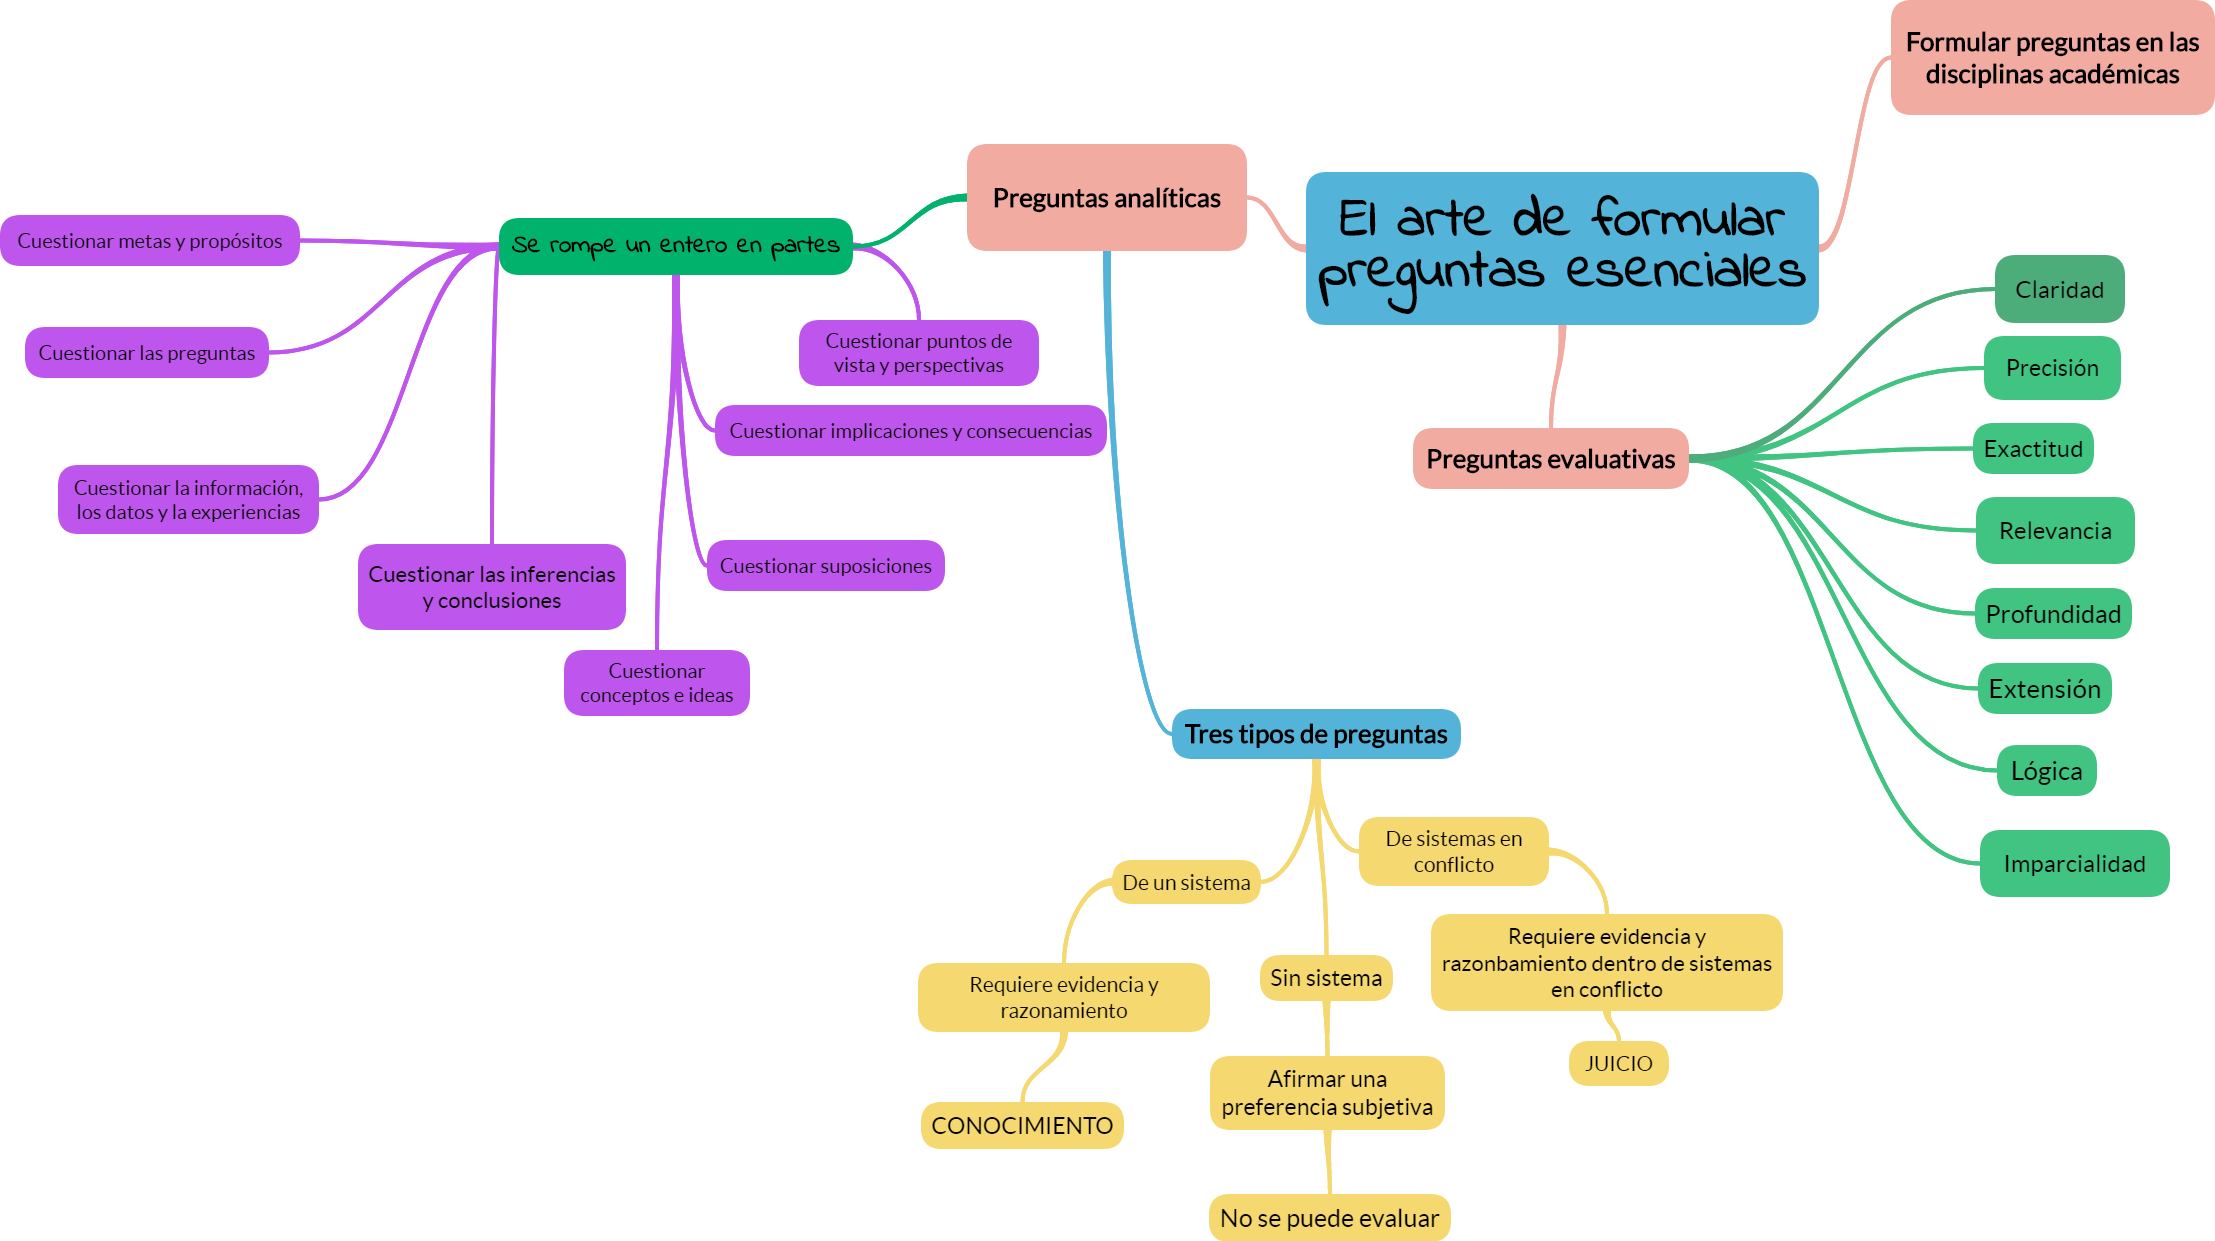 Formular preguntas en las
disciplinas académicas
El arte de formular
preguntas esenciales
Preguntas analíticas
Se rompe un entero en partes
Cuestionar metas y propósitos
Cuestionar las preguntas
Cuestionar la información,
los datos y la experiencias
Cuestionar las inferencias
y conclusiones
Cuestionar
conceptos e ideas
Cuestionar suposiciones
Cuestionar implicaciones y consecuencias
Cuestionar puntos de
vista y perspectivas
Preguntas evaluativas
Claridad
Precisión
Exactitud
Relevancia
Profundidad
Extensión
Lógica
Imparcialidad
Tres tipos de preguntas
De un sistema
Requiere evidencia y
razonamiento
CONOCIMIENTO
Sin sistema
Afirmar una
preferencia subjetiva
No se puede evaluar
De sistemas en
conflicto
Requiere evidencia y
razonbamiento dentro de sistemas
en conflicto
JUICIO